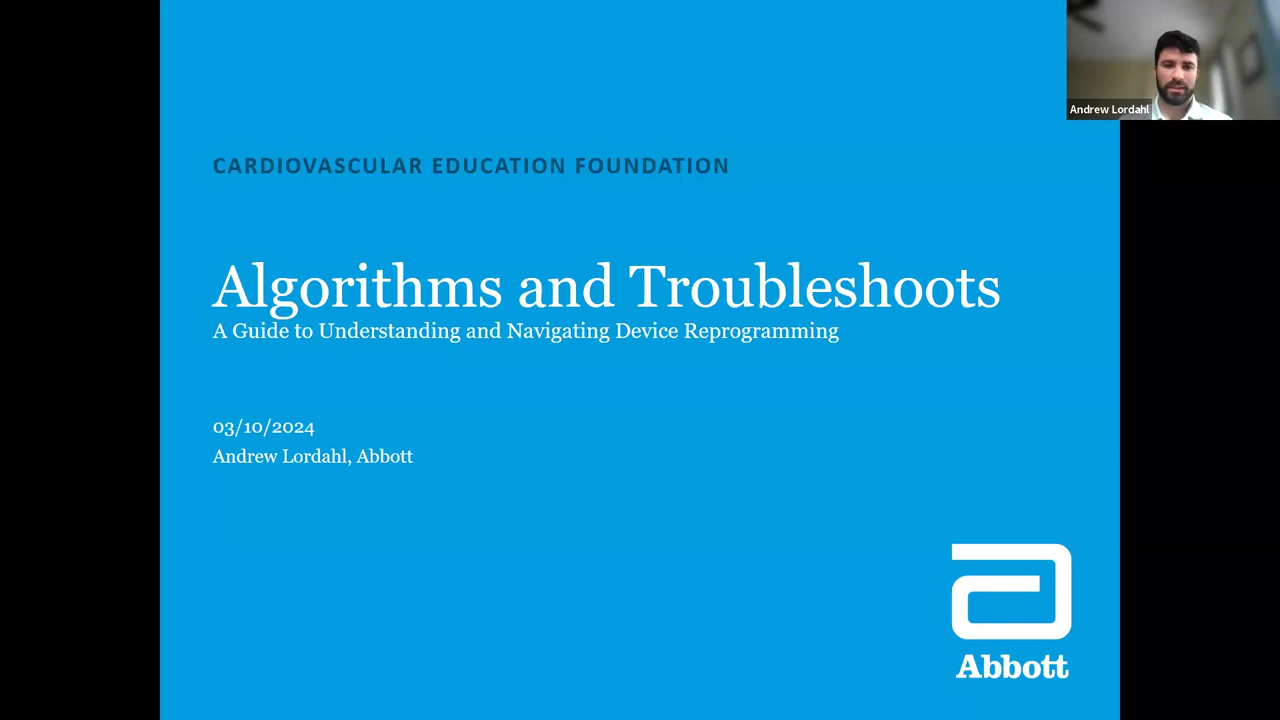 CARDIOVASCULAR EDUCATION FOUNDATION
Algorithms and Troubleshoots
A Guide to Understanding and Navigating Device Reprogramming
03/10/2024
Andrew Lordahl, Abbott
Abbott
Andrew Lordahl